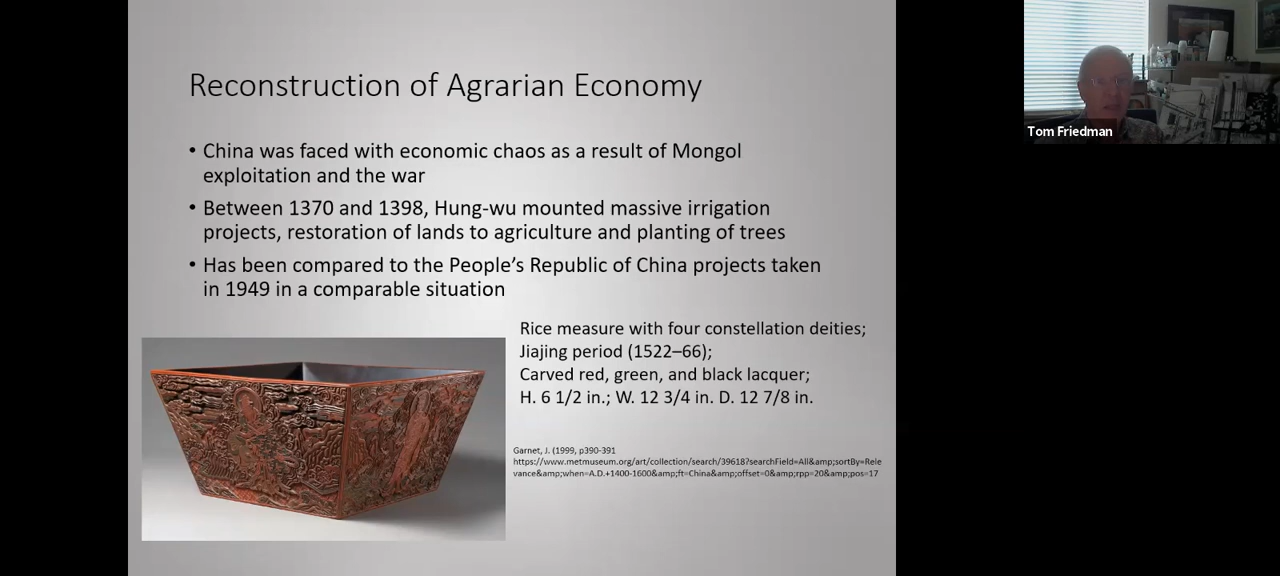 Reconstruction of Agrarian Economy
• China was faced with economic chaos as a result of Mongol
exploitation and the war
• Between 1370 and 1398, Hung-wu mounted massive irrigation
projects, restoration of lands to agriculture and planting of trees
• Has been compared to the People's Republic of China projects taken
in 1949 in a comparable situation
Rice measure with four constellation deities;
Jiajing period (1522–66);
Carved red, green, and black lacquer;
H. 6 1/2 in.; W. 12 3/4 in. D. 12 7/8 in.
Garnet, J. (1999, p390-391
https://www.metmuseum.org/art/collection/search/39618?searchField=All&amp;sortBy=Rele
vance&amp;when=A.D.+1400-1600&amp;ft=China&amp;offset=0&amp;rpp=20&amp;pos=17
Tom Friedman